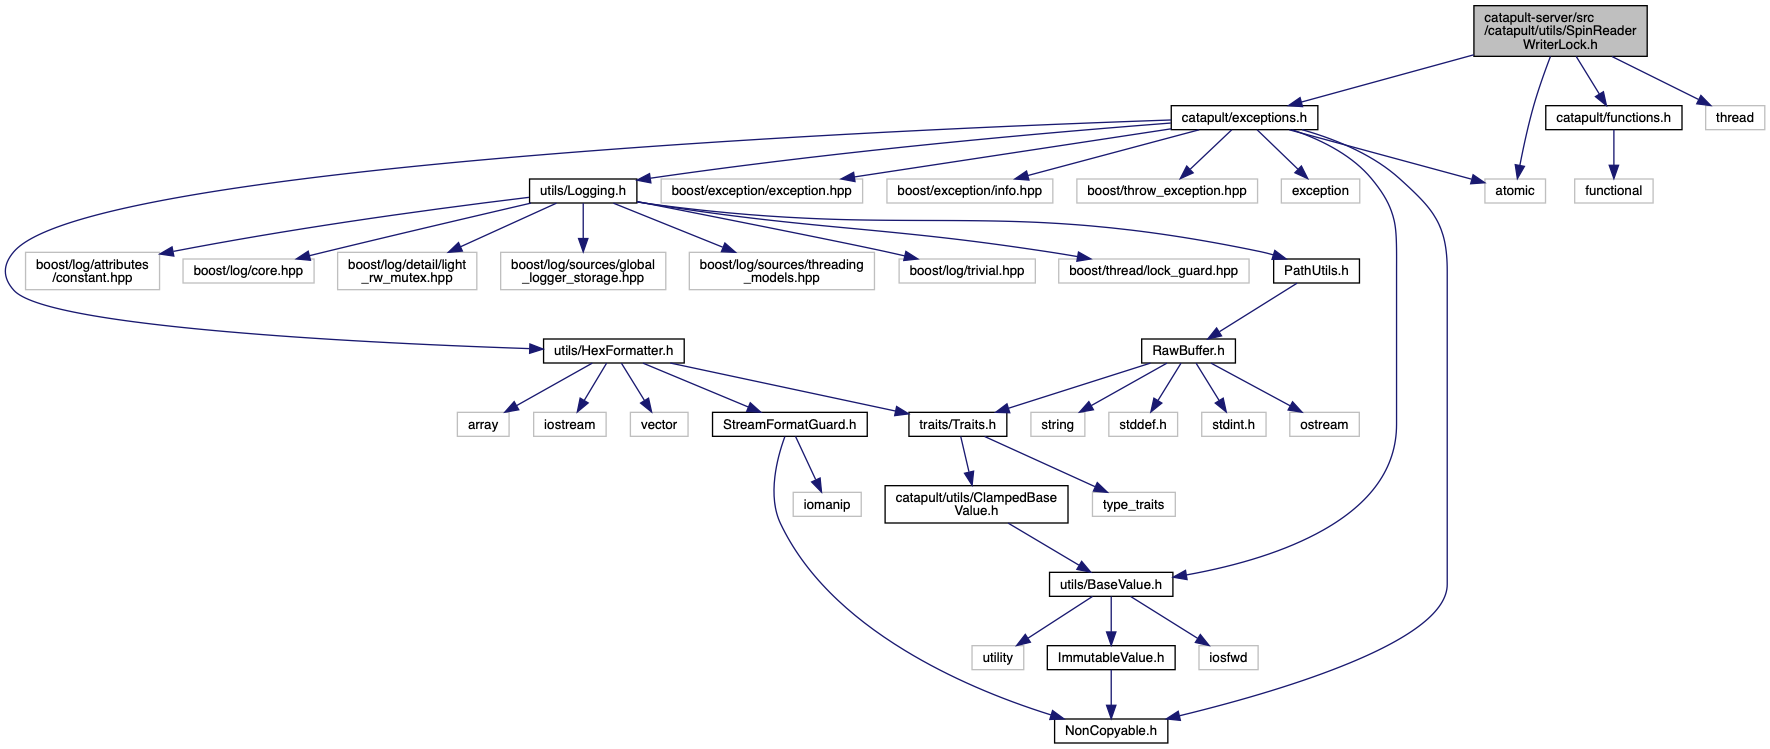 catapult-server/src
/catapult/utils/SpinReader
WriterLock.h
catapult/exceptions.h
catapult/functions.h
thread
utils/Logging.h
boost/exception/exception.hpp
boost/exception/info.hpp
boost/throw_exception.hpp
exception
atomic
functional
boost/log/attributes
/constant.hpp
boost/log/core.hpp
boost/log/detail/light
_rw_mutex.hpp
boost/log/sources/global
_logger_storage.hpp
boost/log/sources/threading
_models.hpp
boost/log/trivial.hpp
boost/thread/lock_guard.hpp
PathUtils.h
utils/HexFormatter.h
RawBuffer.h
array
iostream
vector
StreamFormatGuard.h
traits/Traits.h
string
stddef.h
stdint.h
ostream
iomanip
catapult/utils/ClampedBase
Value.h
type_traits
utils/BaseValue.h
utility
ImmutableValue.h
iosfwd
NonCopyable.h